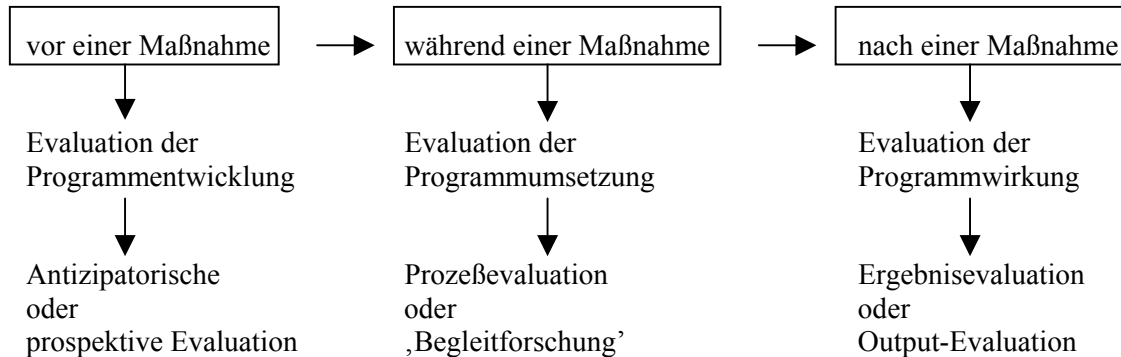 vor einer Maßnahme
während einer Maßnahme
nach einer Maßnahme
Evaluation der
Programmentwicklung
Evaluation der
Programmumsetzung
Evaluation der
Programmwirkung
Antizipatorische
oder
prospektive Evaluation
Prozeßevaluation
oder
‚Begleitforschung’
Ergebnisevaluation
oder
Output-Evaluation